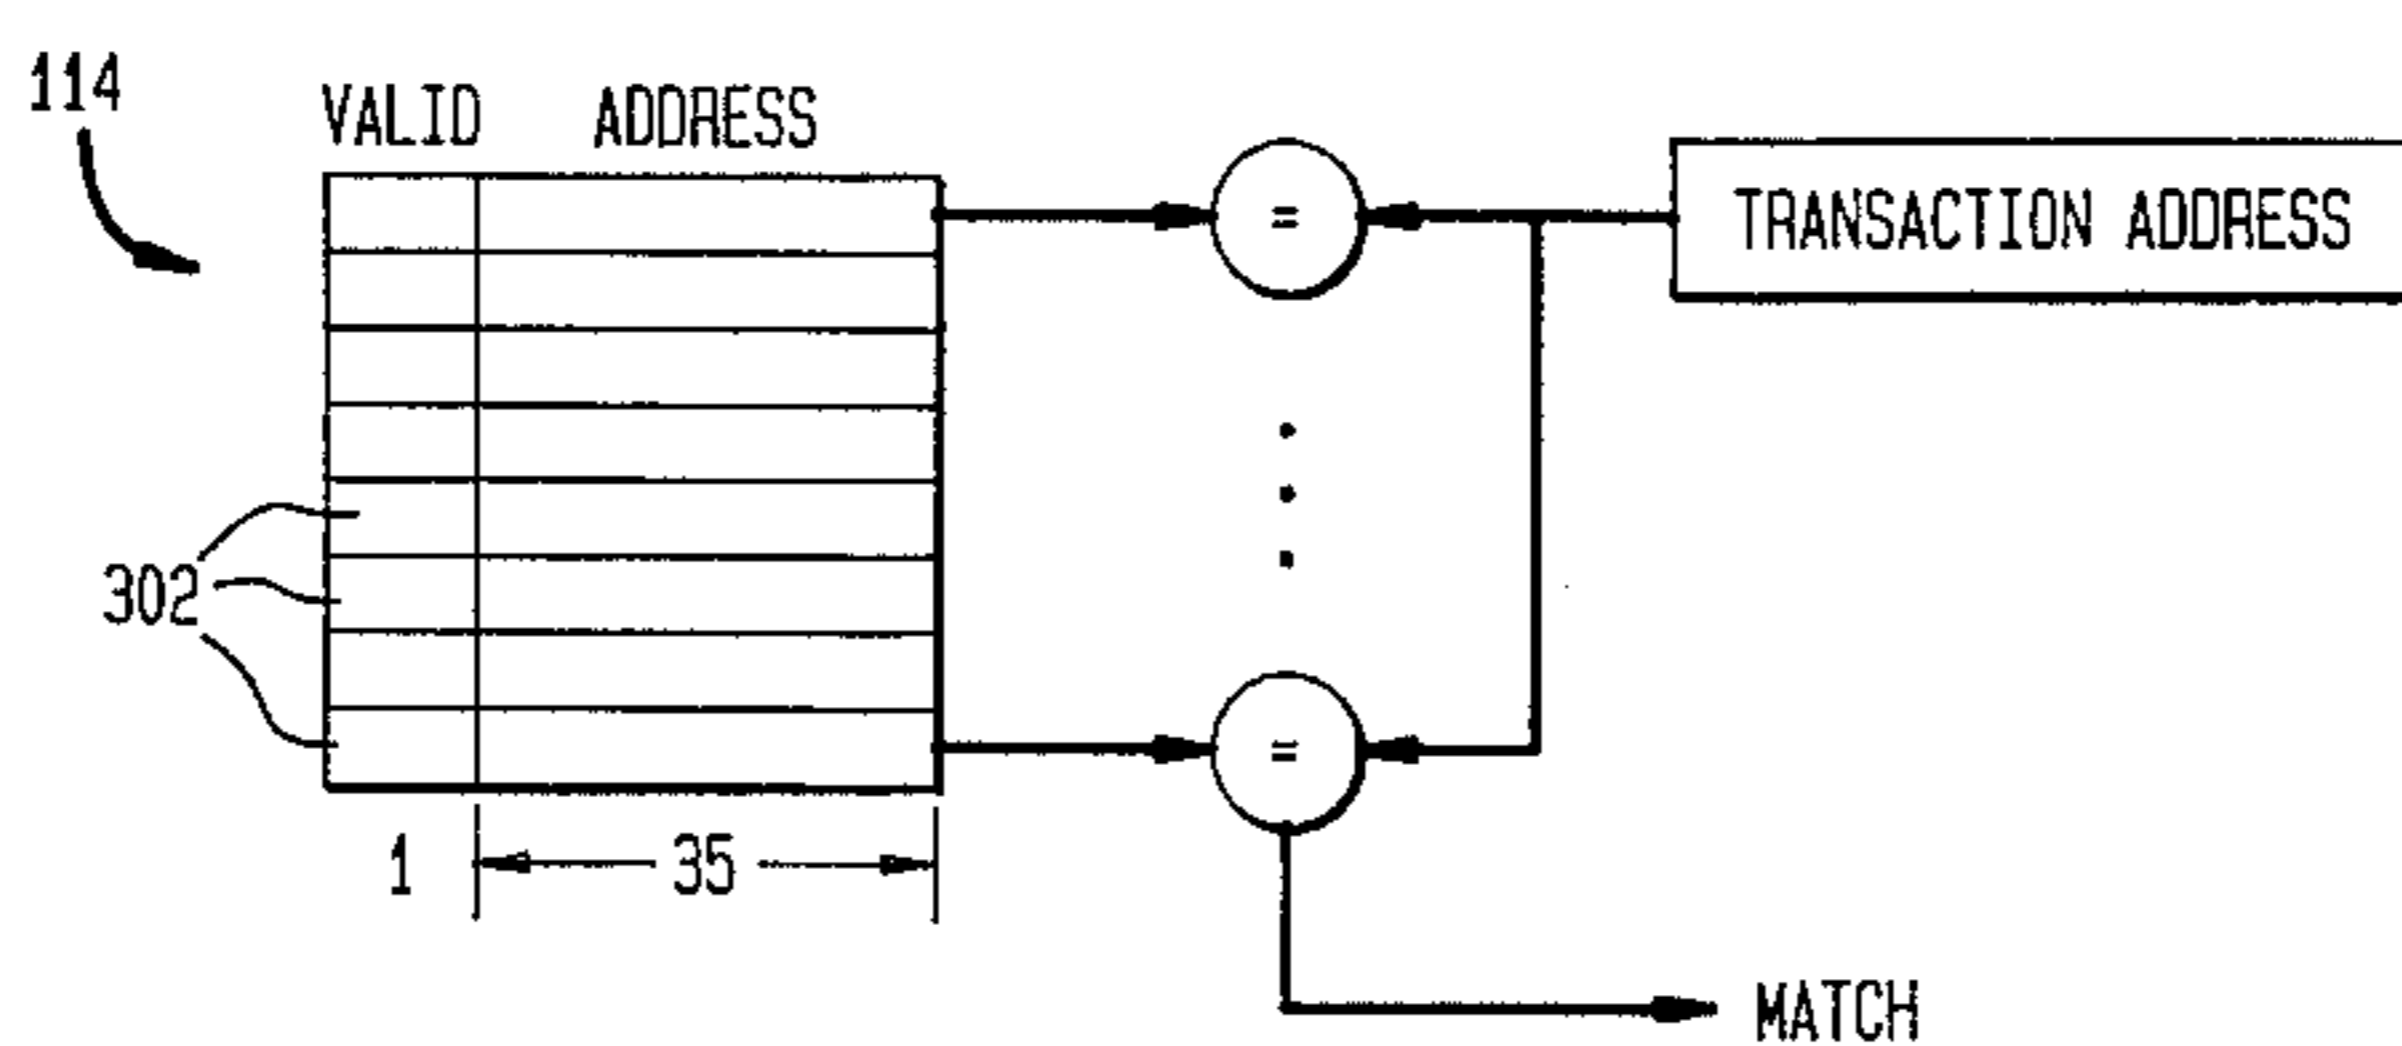 114
VALID ADDRESS
= TRANSACTION ADDRESS
302
=
1 35
MATCH